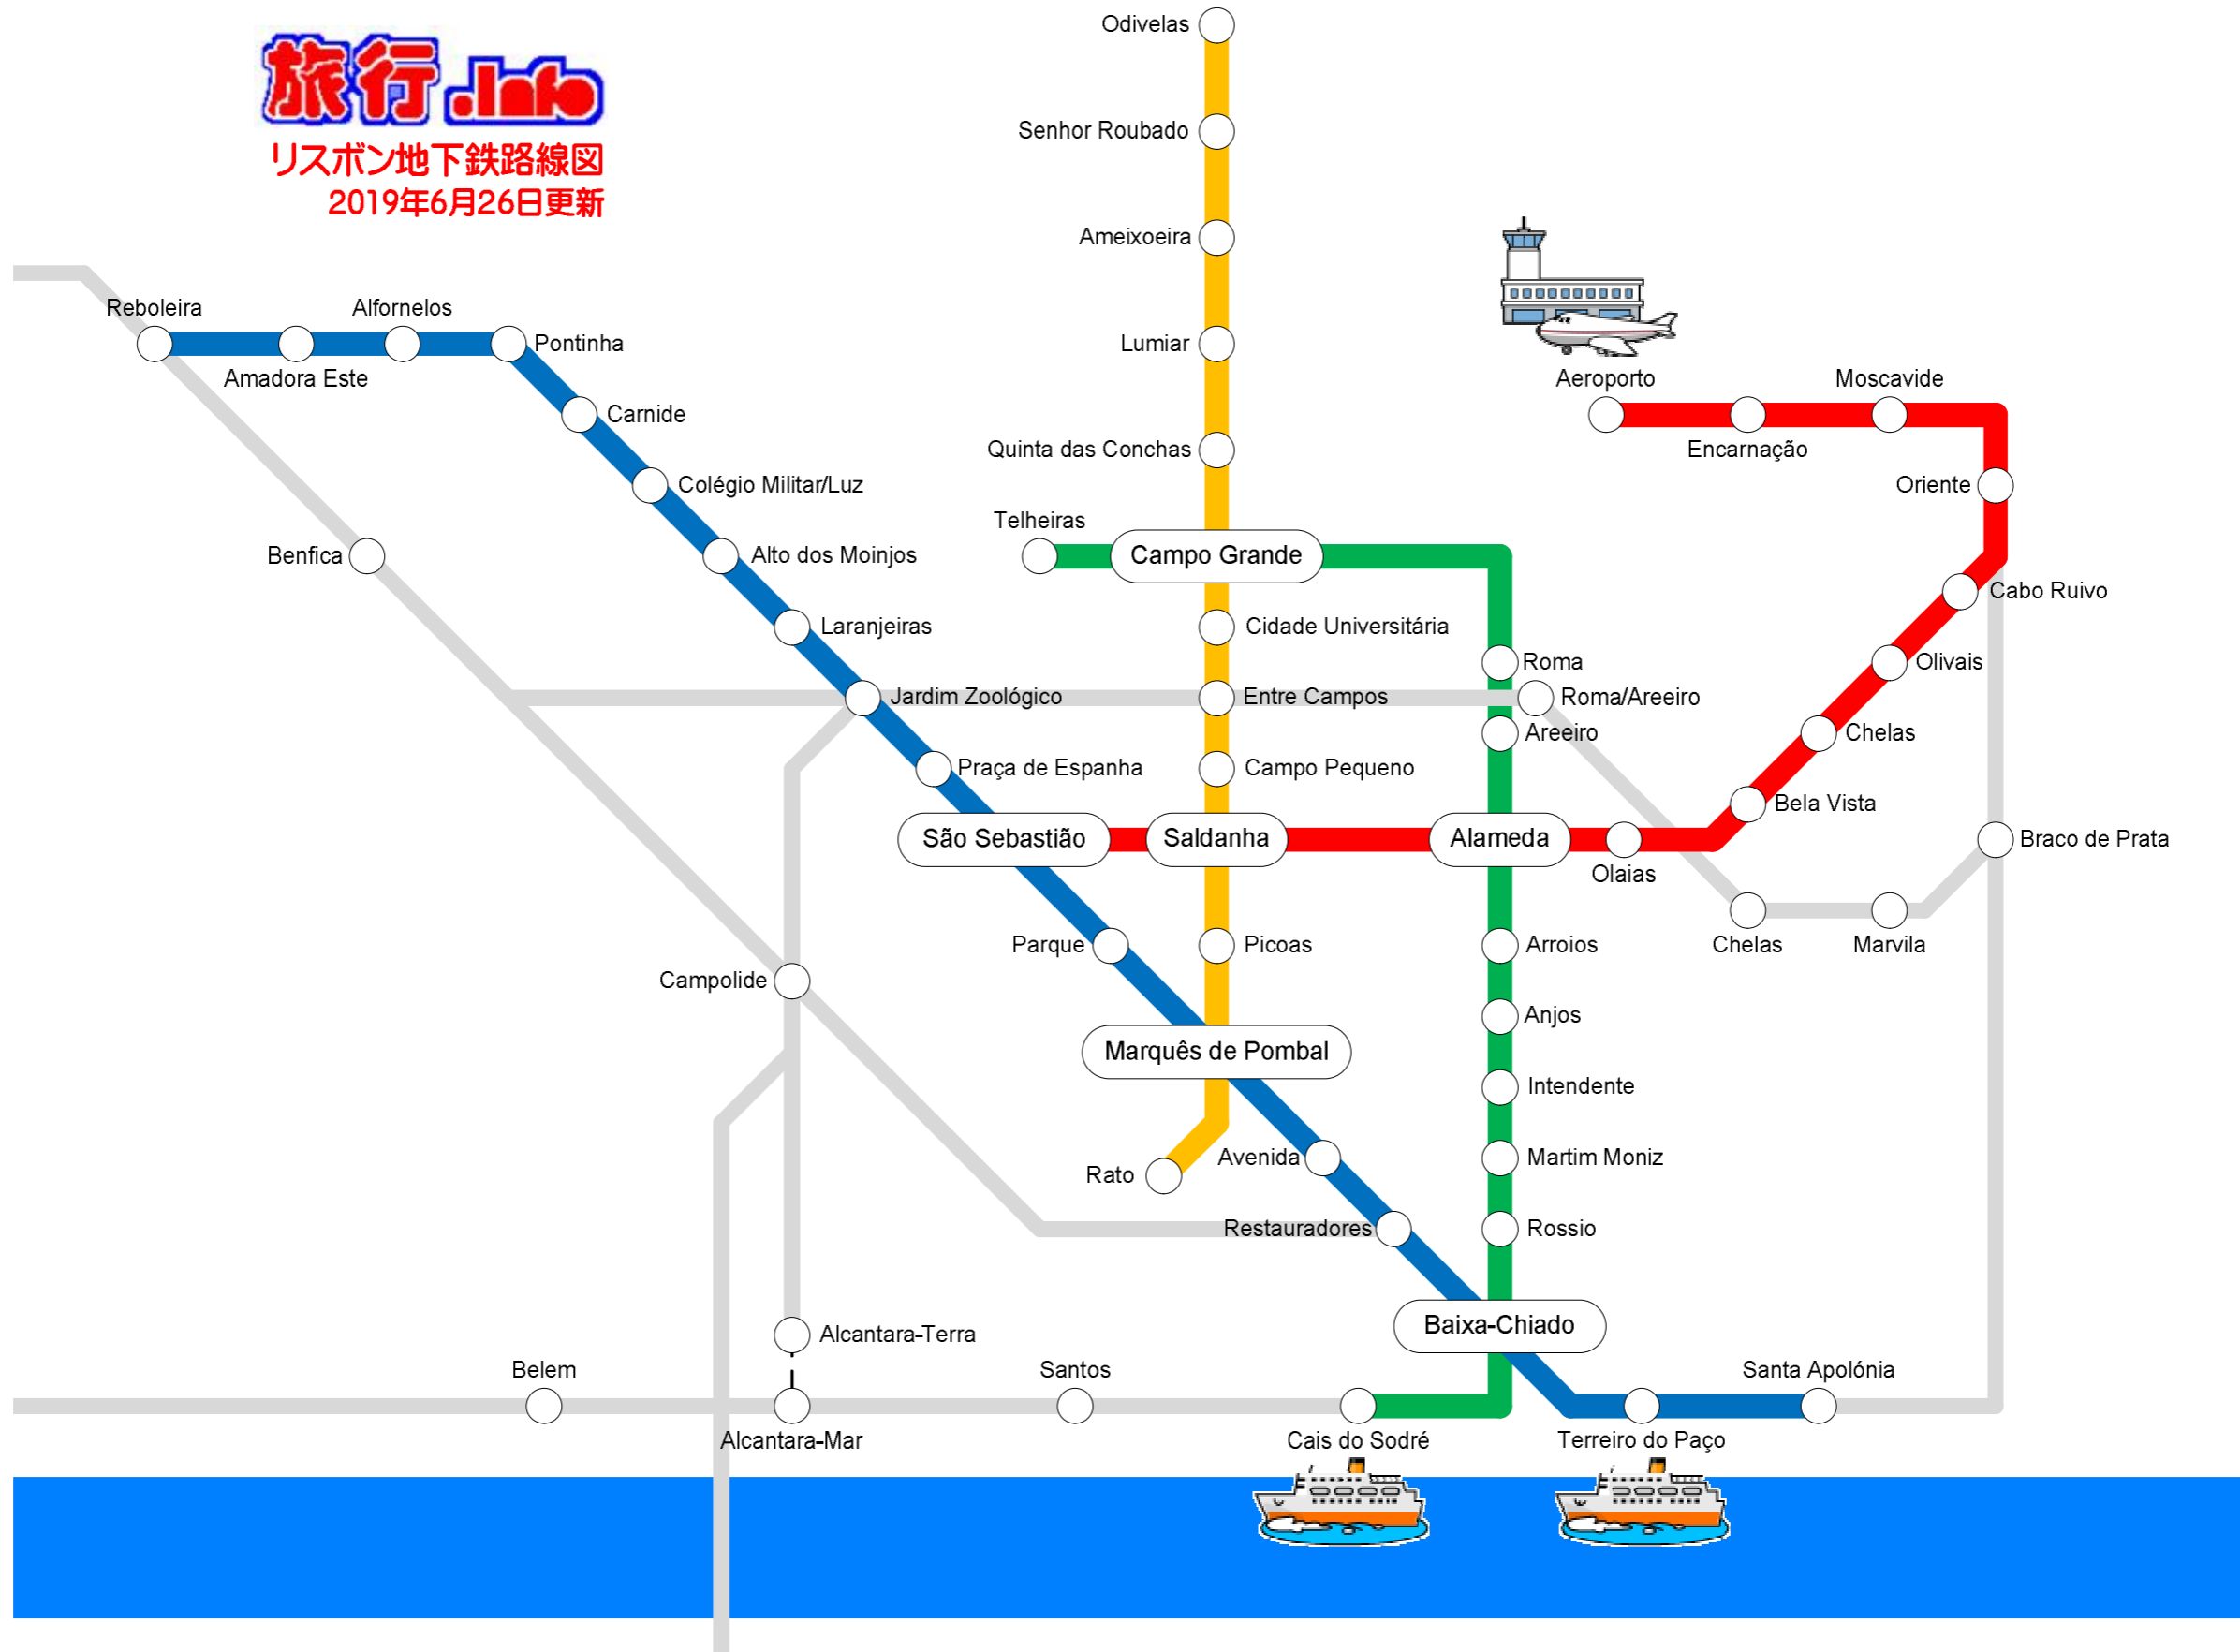 旅行.Info
リスボン地下鉄路線図
2019年6月26日更新
Odivelas
Senhor Roubado
Ameixoeira
Reboleira
Alfornelos
Pontinha
Lumiar
Amadora Este
Aeroporto
Moscavide
Carnide
Quinta das Conchas
Encarnação
Colégio Militar/Luz
Oriente
Telheiras
Benfica
Alto dos Moinjos
Campo Grande
Cabo Ruivo
Laranjeiras
Cidade Universitária
Roma
Olivais
Jardim Zoológico
Entre Campos
Roma/Areeiro
Areeiro
Chelas
Praça de Espanha
Campo Pequeno
Bela Vista
São Sebastião
Saldanha
Alameda
Braco de Prata
Olaias
Parque
Picoas
Arroios
Chelas
Marvila
Campolide
Anjos
Marquês de Pombal
Intendente
Rato
Avenida
Martim Moniz
Restauradores
Rossio
Baixa-Chiado
Alcantara-Terra
Belem
Santos
Santa Apolónia
Alcantara-Mar
Cais do Sodré
Terreiro do Paço